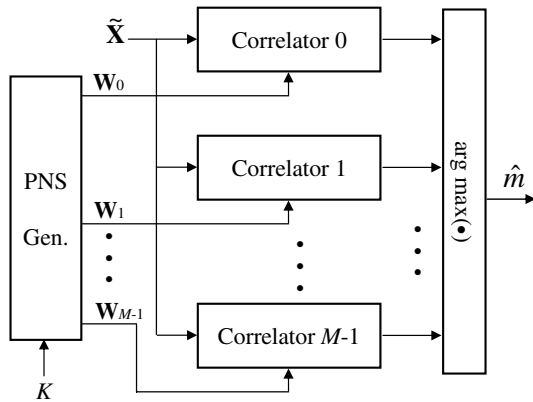 X̃
Correlator 0
W0
PNS
Gen.
Correlator 1
W1
arg max(•)
m̂
WM-1
Correlator M-1
K